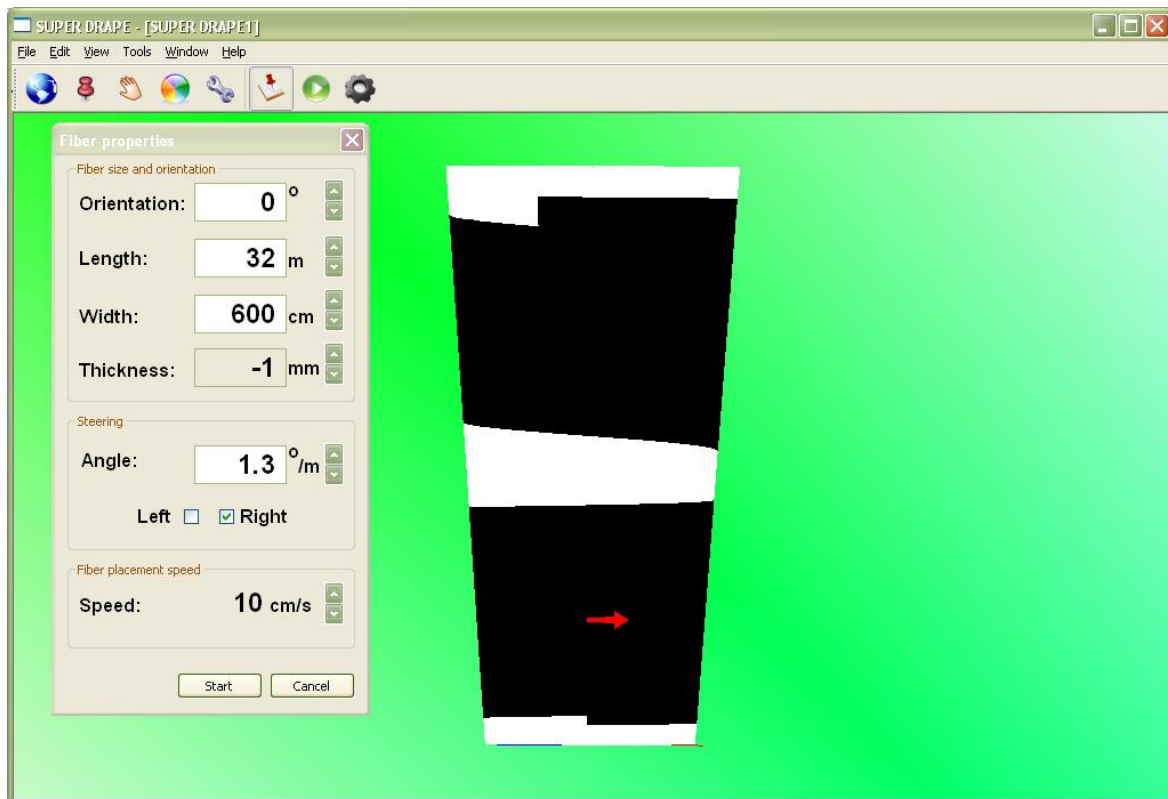 SUPER DRAPE - [SUPER DRAPE1]
File Edit View Tools Window Help
Fiber properties
Fiber size and orientation
Orientation: 0 °
Length: 32 m
Width: 600 cm
Thickness: -1 mm
Steering
Angle: 1.3 °/m
Left Right
Fiber placement speed
Speed: 10 cm/s
Start Cancel